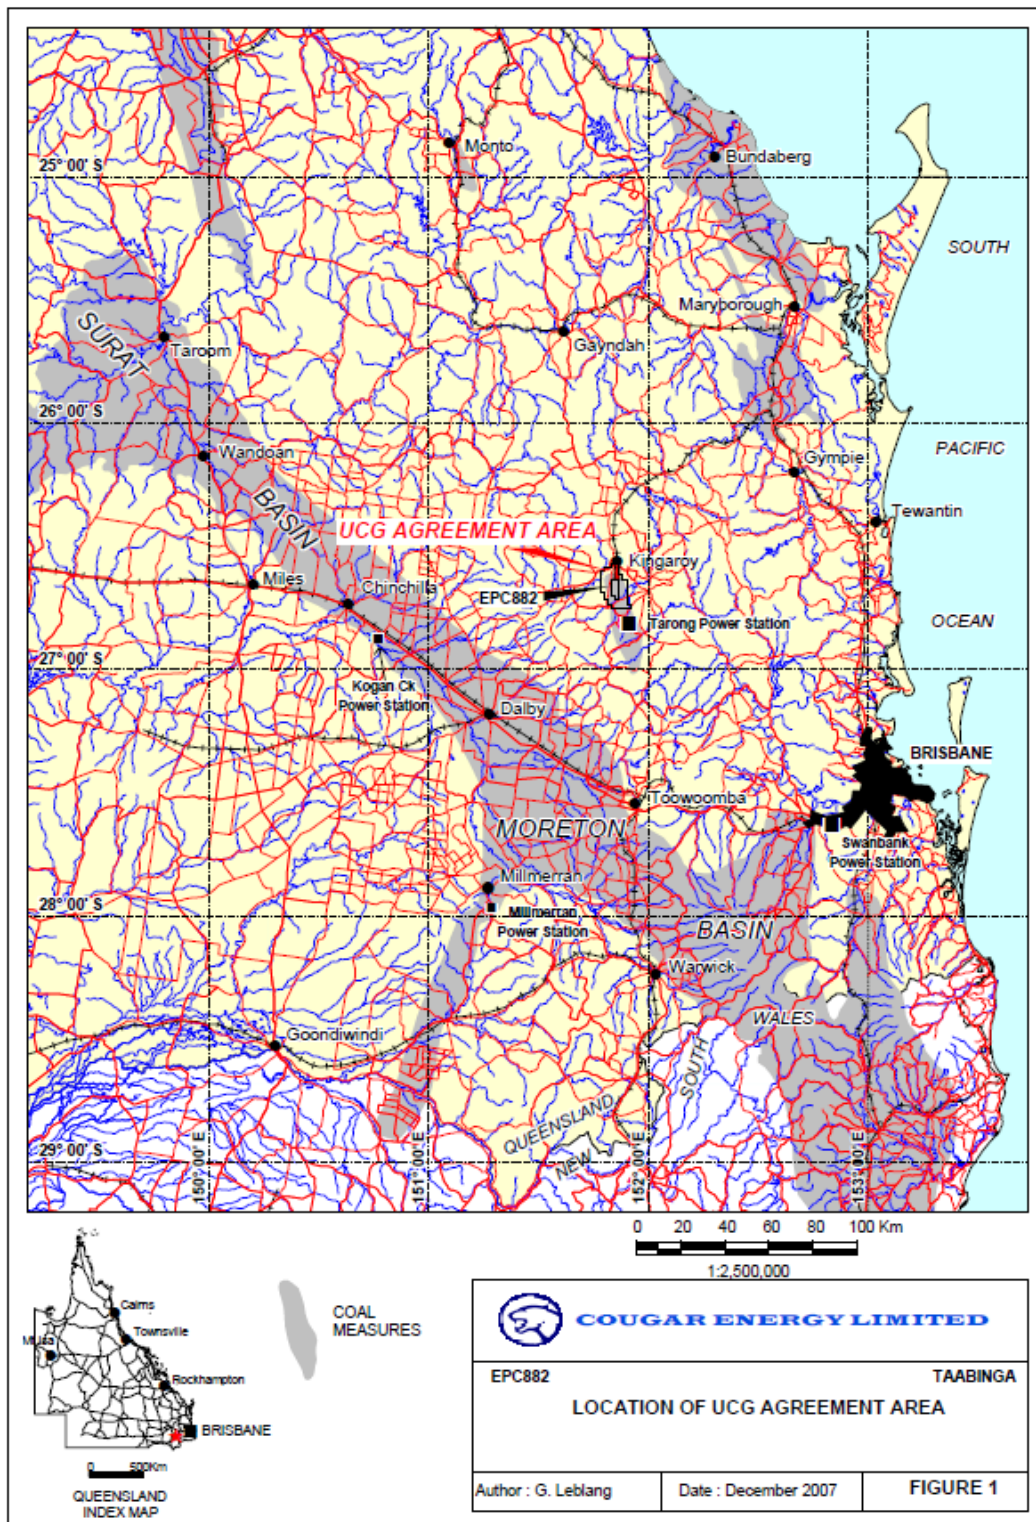 Monto
Bundaberg
25° 00' S
SOUTH
Maryborough
SURAT
Taroom
Gayndah
26° 00' S
Wandoan
Gympie
PACIFIC
BASIN
Tewantin
UCG AGREEMENT AREA
Kingaroy
Miles
Chinchilla
EPC882
Tarong Power Station
OCEAN
27° 00' S
Kogan Ck
Power Station
Dalby
BRISBANE
Toowoomba
MORETON
Swanbank
Power Station
Millmerran
28° 00' S
Millmerran
Power Station
BASIN
Warwick
WALES
Goondiwindi
SOUTH
QUEENSLAND
NEW
29° 00' S
150° 00' E
151° 00' E
152° 00' E
153° 00' E
0 20 40 60 80 100 Km
1:2,500,000
Cairns
Townsville
Rockhampton
BRISBANE
0 500Km
QUEENSLAND
INDEX MAP
COAL
MEASURES
COUGAR ENERGY LIMITED
EPC882 TAABINGA
LOCATION OF UCG AGREEMENT AREA
Author : G. Leblang Date : December 2007 FIGURE 1